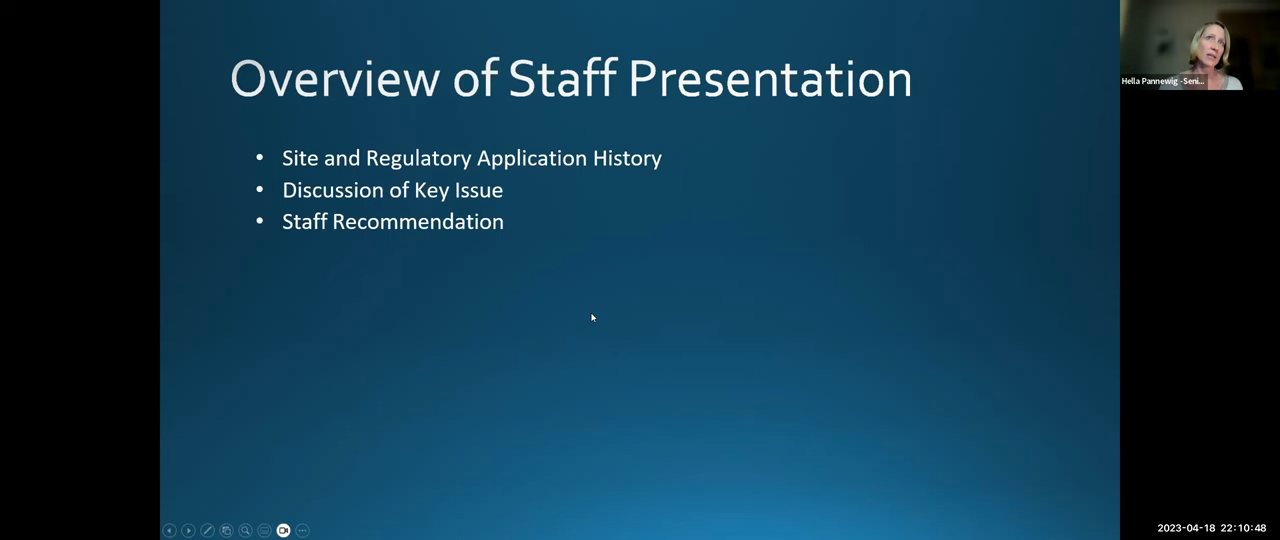 Overview of Staff Presentation
• Site and Regulatory Application History
• Discussion of Key Issue
• Staff Recommendation
Hella Pannewig -Seni...
2023-04-18 22:10:48